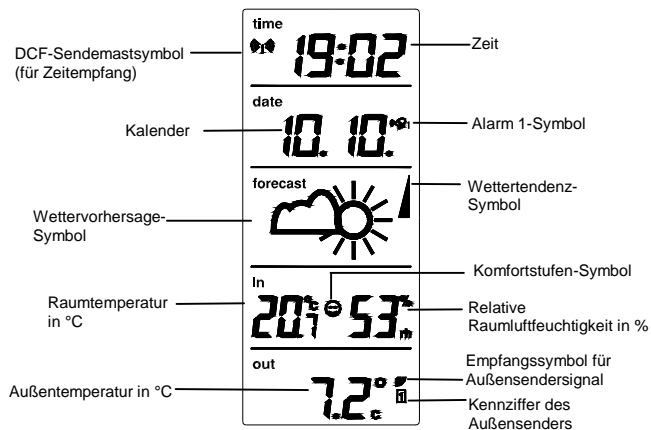 time
DCF-Sendemastsymbol
(für Zeitempfang)
19:02
Zeit
date
Kalender
10. 10.
Alarm 1-Symbol
forecast
Wettertendenz-
Symbol
Wettervorhersage-
Symbol
In
Komfortstufen-Symbol
Raumtemperatur
in °C
20.7 °C
53 % rh
Relative
Raumluftfeuchtigkeit in %
out
Empfangssymbol für
Außensendersignal
Außentemperatur in °C
7.2 °C
1
Kennziffer des
Außensenders